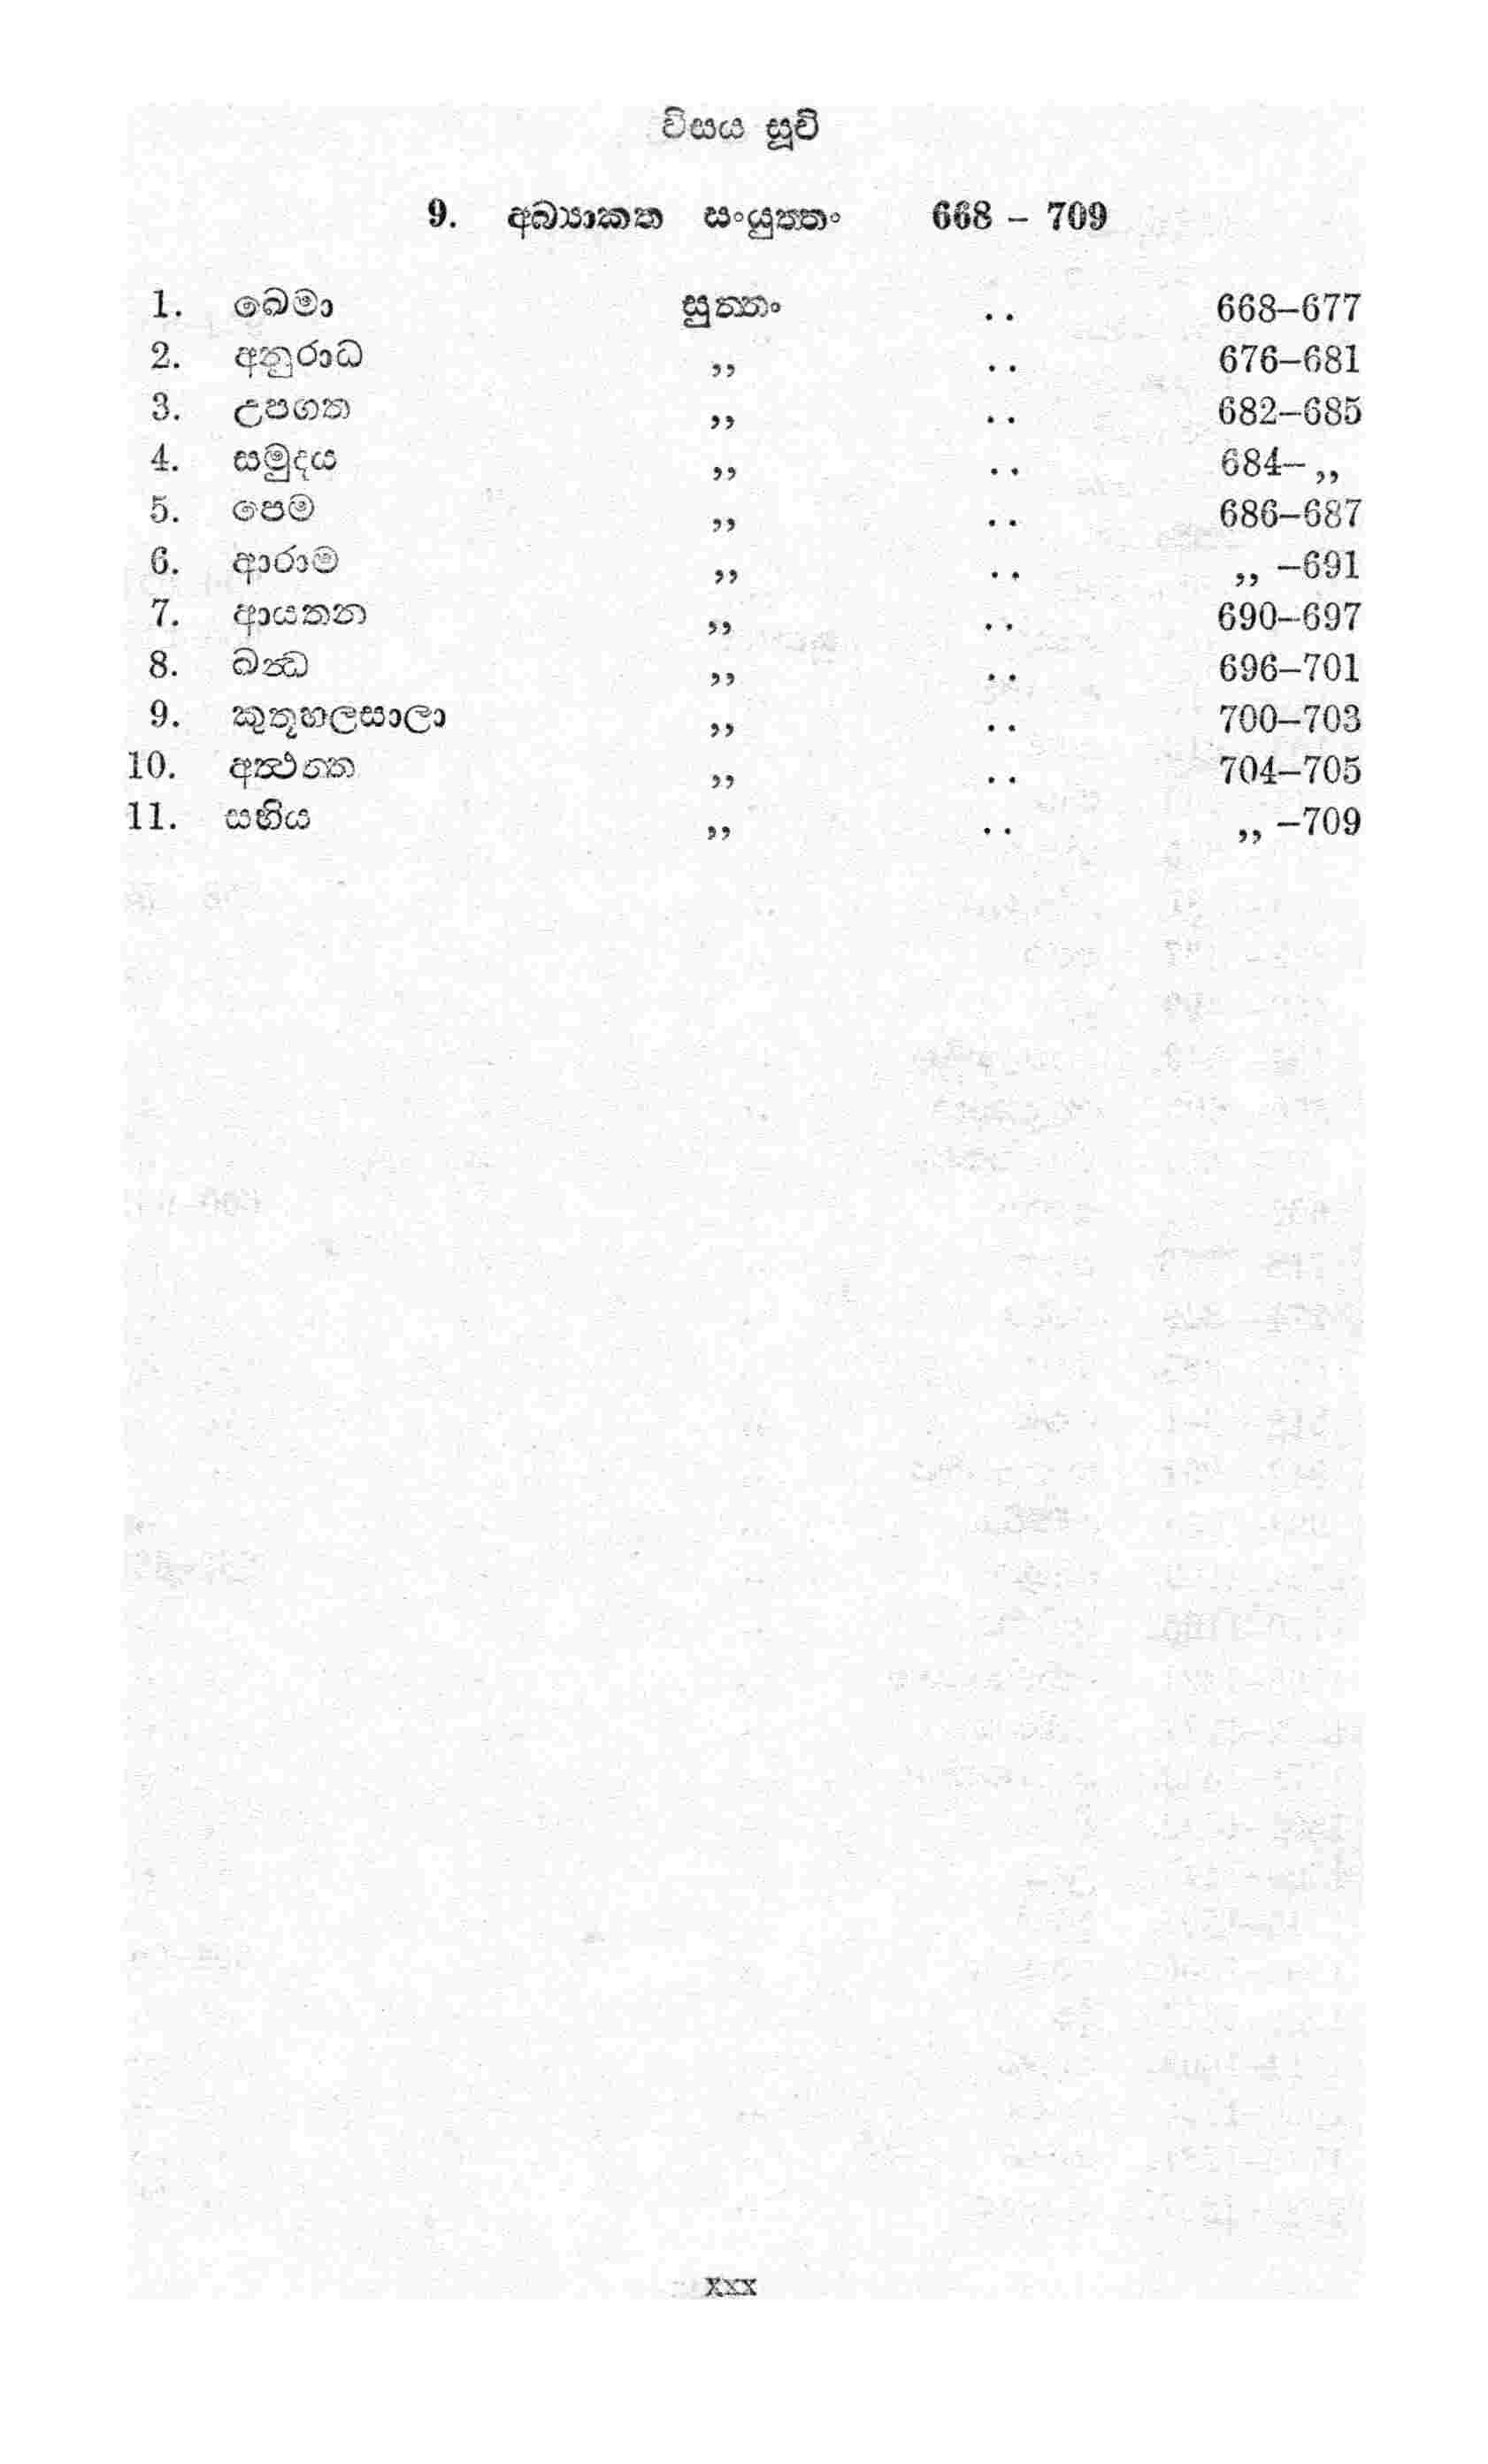 විසය සූචි
9. අබ්‍යාකත සංයුත්තං 668 – 709
1. ඛෙමා සුත්තං .. 668–677
2. අනුරාධ ,, .. 676–681
3. උපගත ,, .. 682–685
4. සමුදය ,, .. 684– ,,
5. පෙම ,, .. 686–687
6. ආරාම ,, .. ,, –691
7. ආයතන ,, .. 690–697
8. ඛන්‍ධ ,, .. 696–701
9. කුතූහලසාලා ,, .. 700–703
10. අත්‍ථත්‍ත ,, .. 704–705
11. සභිය ,, .. ,, –709
xxx